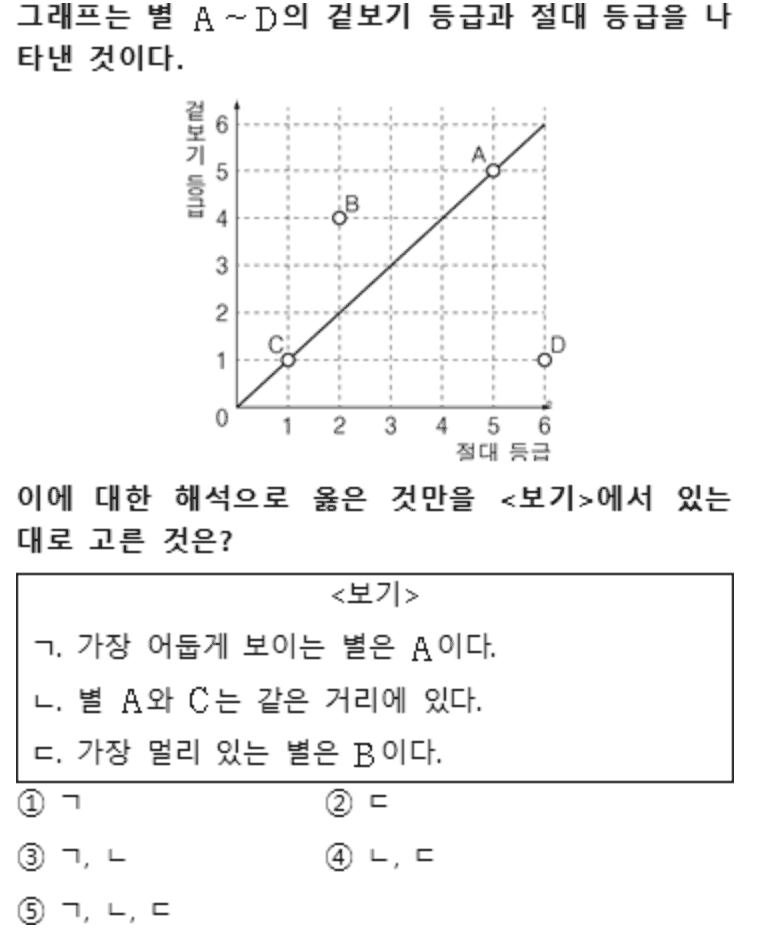 그래프는 별 A ~ D의 겉보기 등급과 절대 등급을 나
타낸 것이다.
겉보기 등급
6
5
4
3
2
1
0
A
B
C
D
1 2 3 4 5 6
절대 등급
이에 대한 해석으로 옳은 것만을 <보기>에서 있는
대로 고른 것은?
<보기>
ㄱ. 가장 어둡게 보이는 별은 A이다.
ㄴ. 별 A와 C는 같은 거리에 있다.
ㄷ. 가장 멀리 있는 별은 B이다.
① ㄱ ② ㄷ
③ ㄱ, ㄴ ④ ㄴ, ㄷ
⑤ ㄱ, ㄴ, ㄷ